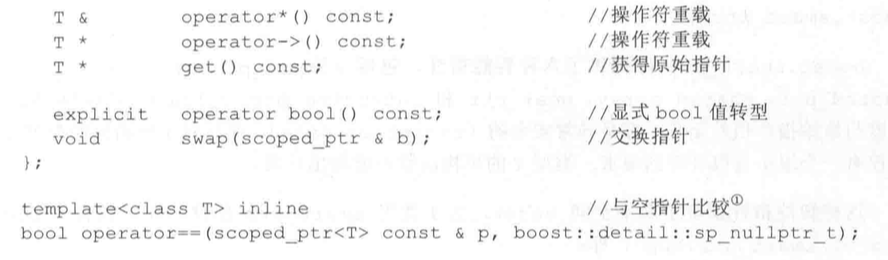 T &        operator*() const;                //操作符重载
T *        operator->() const;               //操作符重载
T *        get() const;                      //获得原始指针
explicit   operator bool() const;            //显式 bool 值转型
void       swap(scoped_ptr & b);             //交换指针
};
template<class T> inline                     //与空指针比较①
bool operator==(scoped_ptr<T> const & p, boost::detail::sp_nullptr_t);